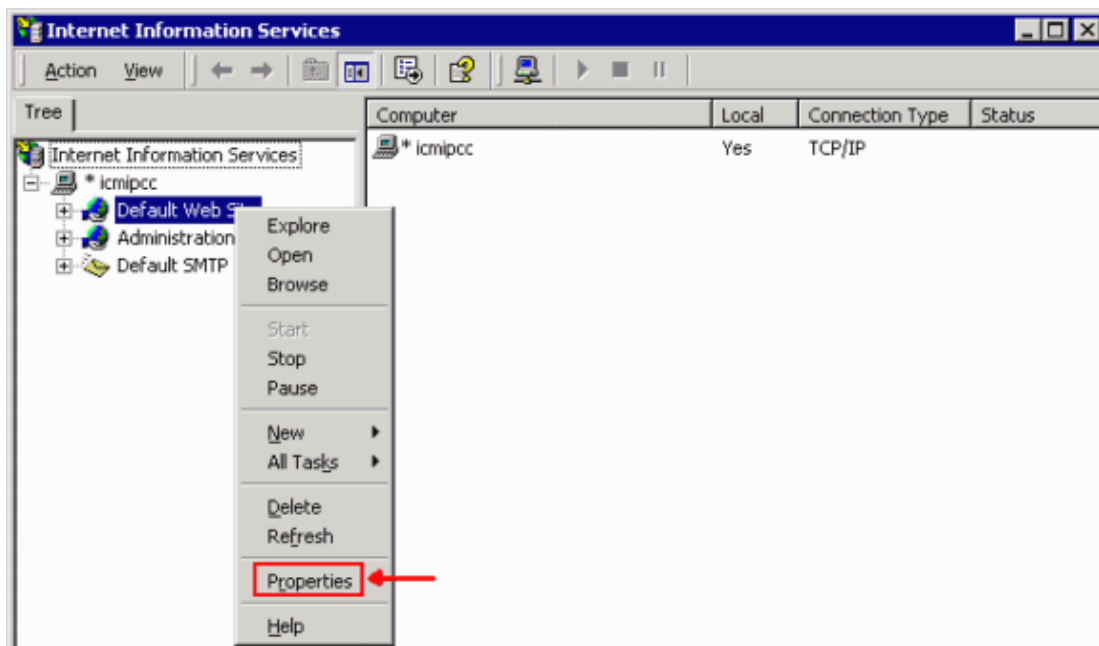 Internet Information Services
Action View
Tree
Computer Local Connection Type Status
Internet Information Services
* icmipcc Yes TCP/IP
* icmipcc
Default Web
Administration
Default SMTP
Explore
Open
Browse
Start
Stop
Pause
New
All Tasks
Delete
Refresh
Properties
Help